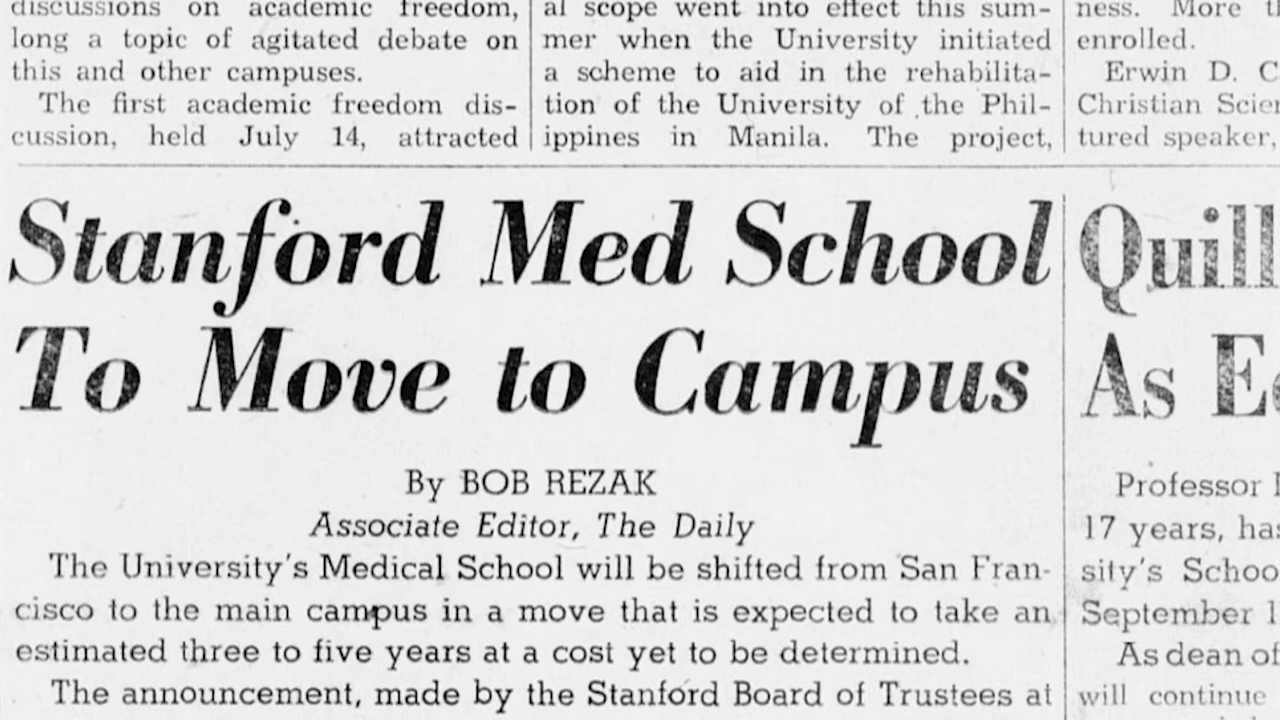 discussions on academic freedom,
long a topic of agitated debate on
this and other campuses.
The first academic freedom dis-
cussion, held July 14, attracted
al scope went into effect this sum-
mer when the University initiated
a scheme to aid in the rehabilita-
tion of the University of the Phil-
ippines in Manila. The project,
ness. More
enrolled.
Erwin D.
Christian
tured speaker,
Stanford Med School
To Move to Campus
By BOB REZAK
Associate Editor, The Daily
The University's Medical School will be shifted from San Fran-
cisco to the main campus in a move that is expected to take an
estimated three to five years at a cost yet to be determined.
The announcement, made by the Stanford Board of Trustees at
Quill
As
Professor
17 years,
sity's
September
As dean of
will continue